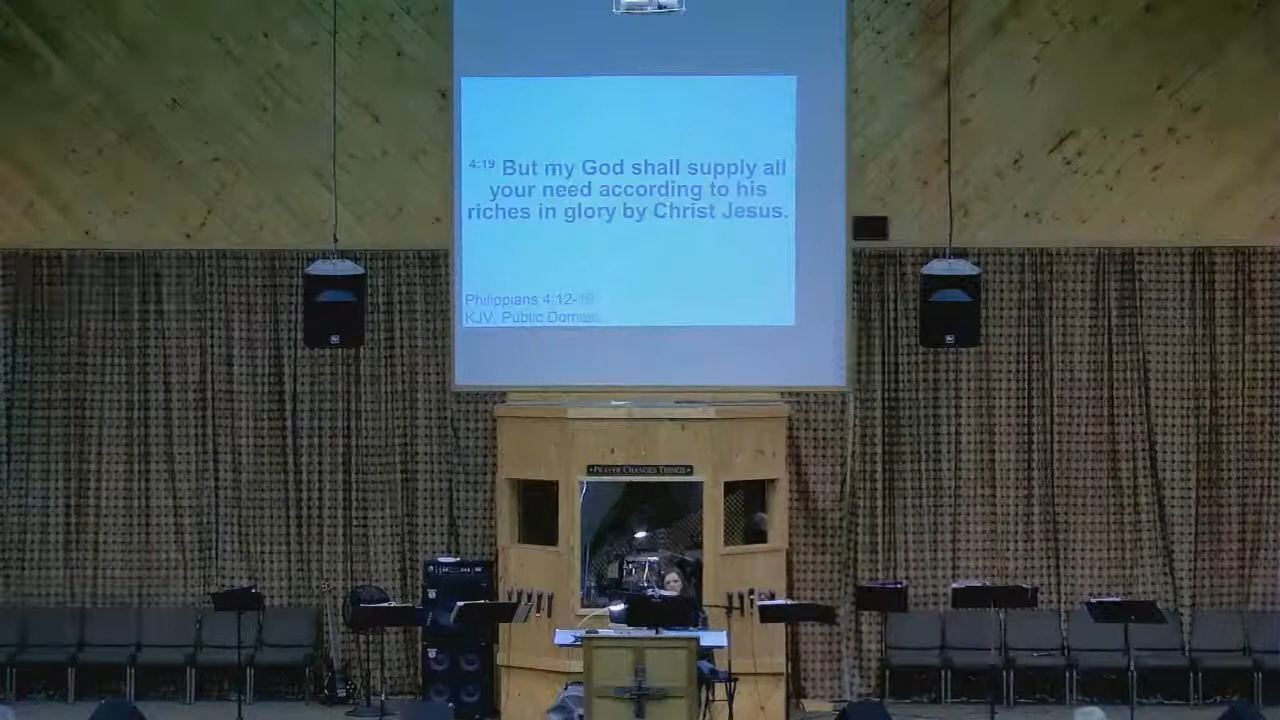 4:19 But my God shall supply all
your need according to his
riches in glory by Christ Jesus.
Philippians 4:12-19
KJV, Public Domain
PRAYER CHANGES THINGS